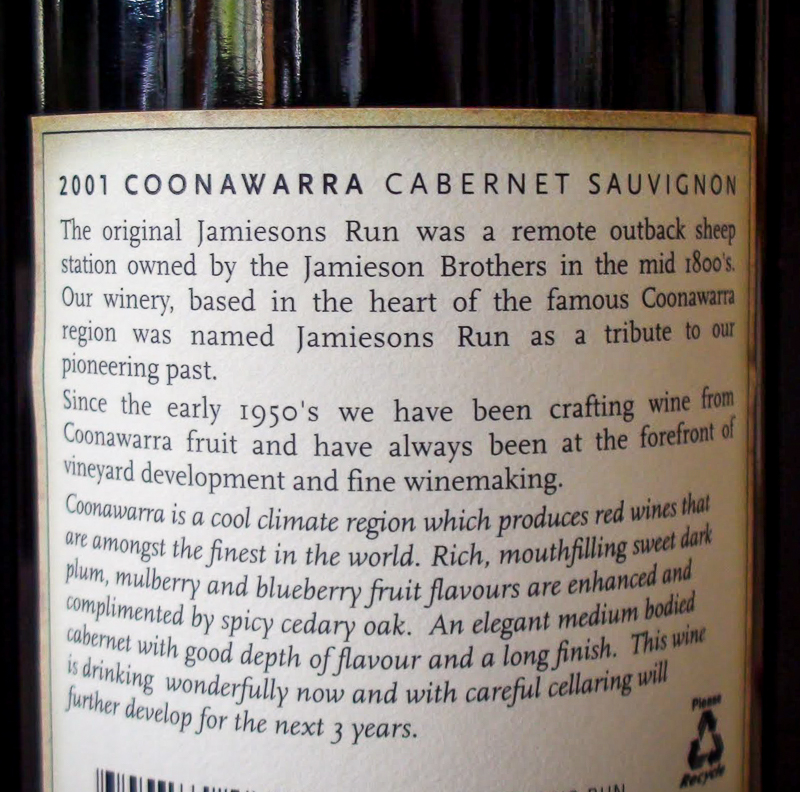 2001 COONAWARRA CABERNET SAUVIGNON
The original Jamiesons Run was a remote outback sheep
station owned by the Jamieson Brothers in the mid 1800's.
Our winery, based in the heart of the famous Coonawarra
region was named Jamiesons Run as a tribute to our
pioneering past.
Since the early 1950's we have been crafting wine from
Coonawarra fruit and have always been at the forefront of
vineyard development and fine winemaking.
Coonawarra is a cool climate region which produces red wines that
are amongst the finest in the world. Rich, mouthfilling sweet dark
plum, mulberry and blueberry fruit flavours are enhanced and
complimented by spicy cedary oak. An elegant medium bodied
cabernet with good depth of flavour and a long finish. This wine
is drinking wonderfully now and with careful cellaring will
further develop for the next 3 years.
Please
Recycle
RUN